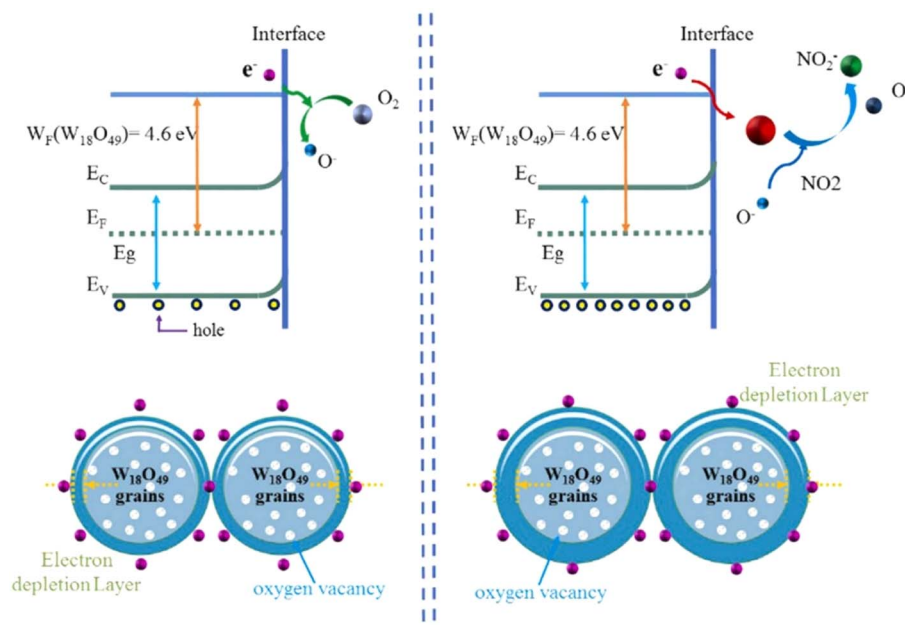 Interface
e⁻
O₂
W_F(W₁₈O₄₉)= 4.6 eV
O⁻
E_C
E_F
Eg
E_V
hole
W₁₈O₄₉
grains
W₁₈O₄₉
grains
Electron
depletion Layer
oxygen vacancy
Interface
e⁻
NO₂⁻
O
W_F(W₁₈O₄₉)= 4.6 eV
NO2
O⁻
E_C
E_F
Eg
E_V
Electron
depletion Layer
W₁₈O₄₉
grains
W₁₈O₄₉
grains
oxygen vacancy